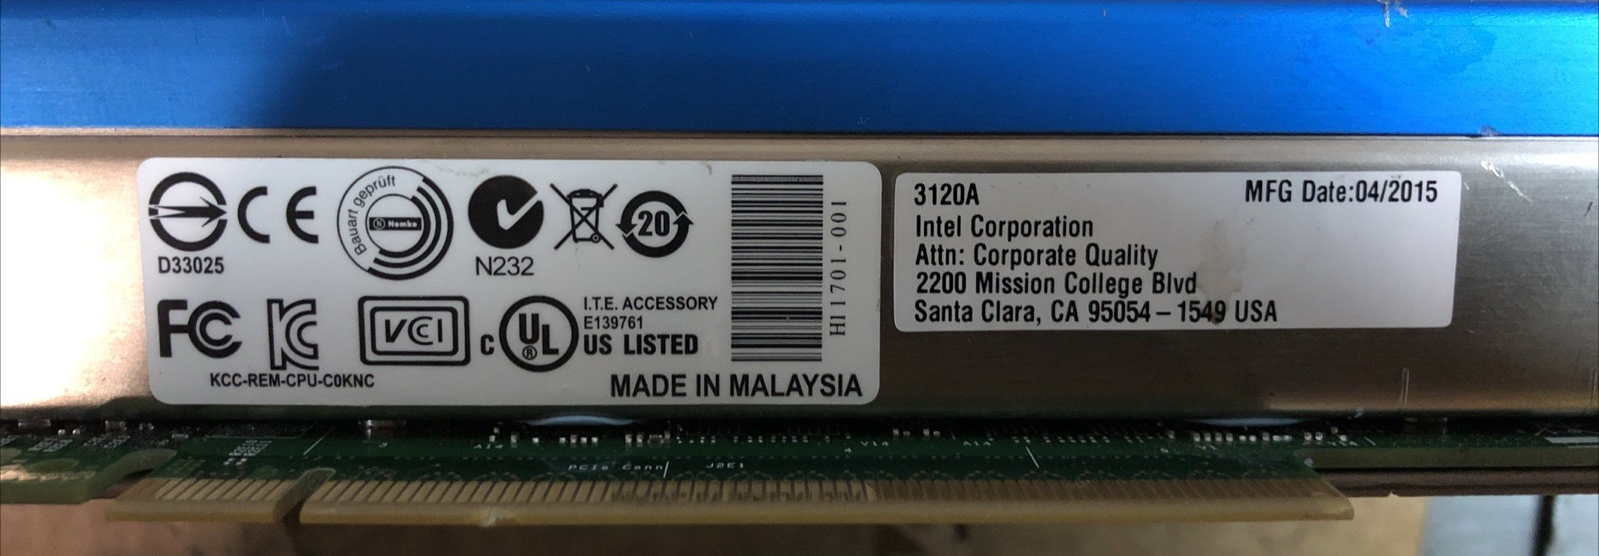 D33025
CE
Bauart geprüft
Nemko
N232
20
FC
KC
KCC-REM-CPU-C0KNC
VCI
C UL ® US LISTED
I.T.E. ACCESSORY
E139761
MADE IN MALAYSIA
H11701-001
3120A MFG Date:04/2015
Intel Corporation
Attn: Corporate Quality
2200 Mission College Blvd
Santa Clara, CA 95054-1549 USA
PCIe Conn J2E1